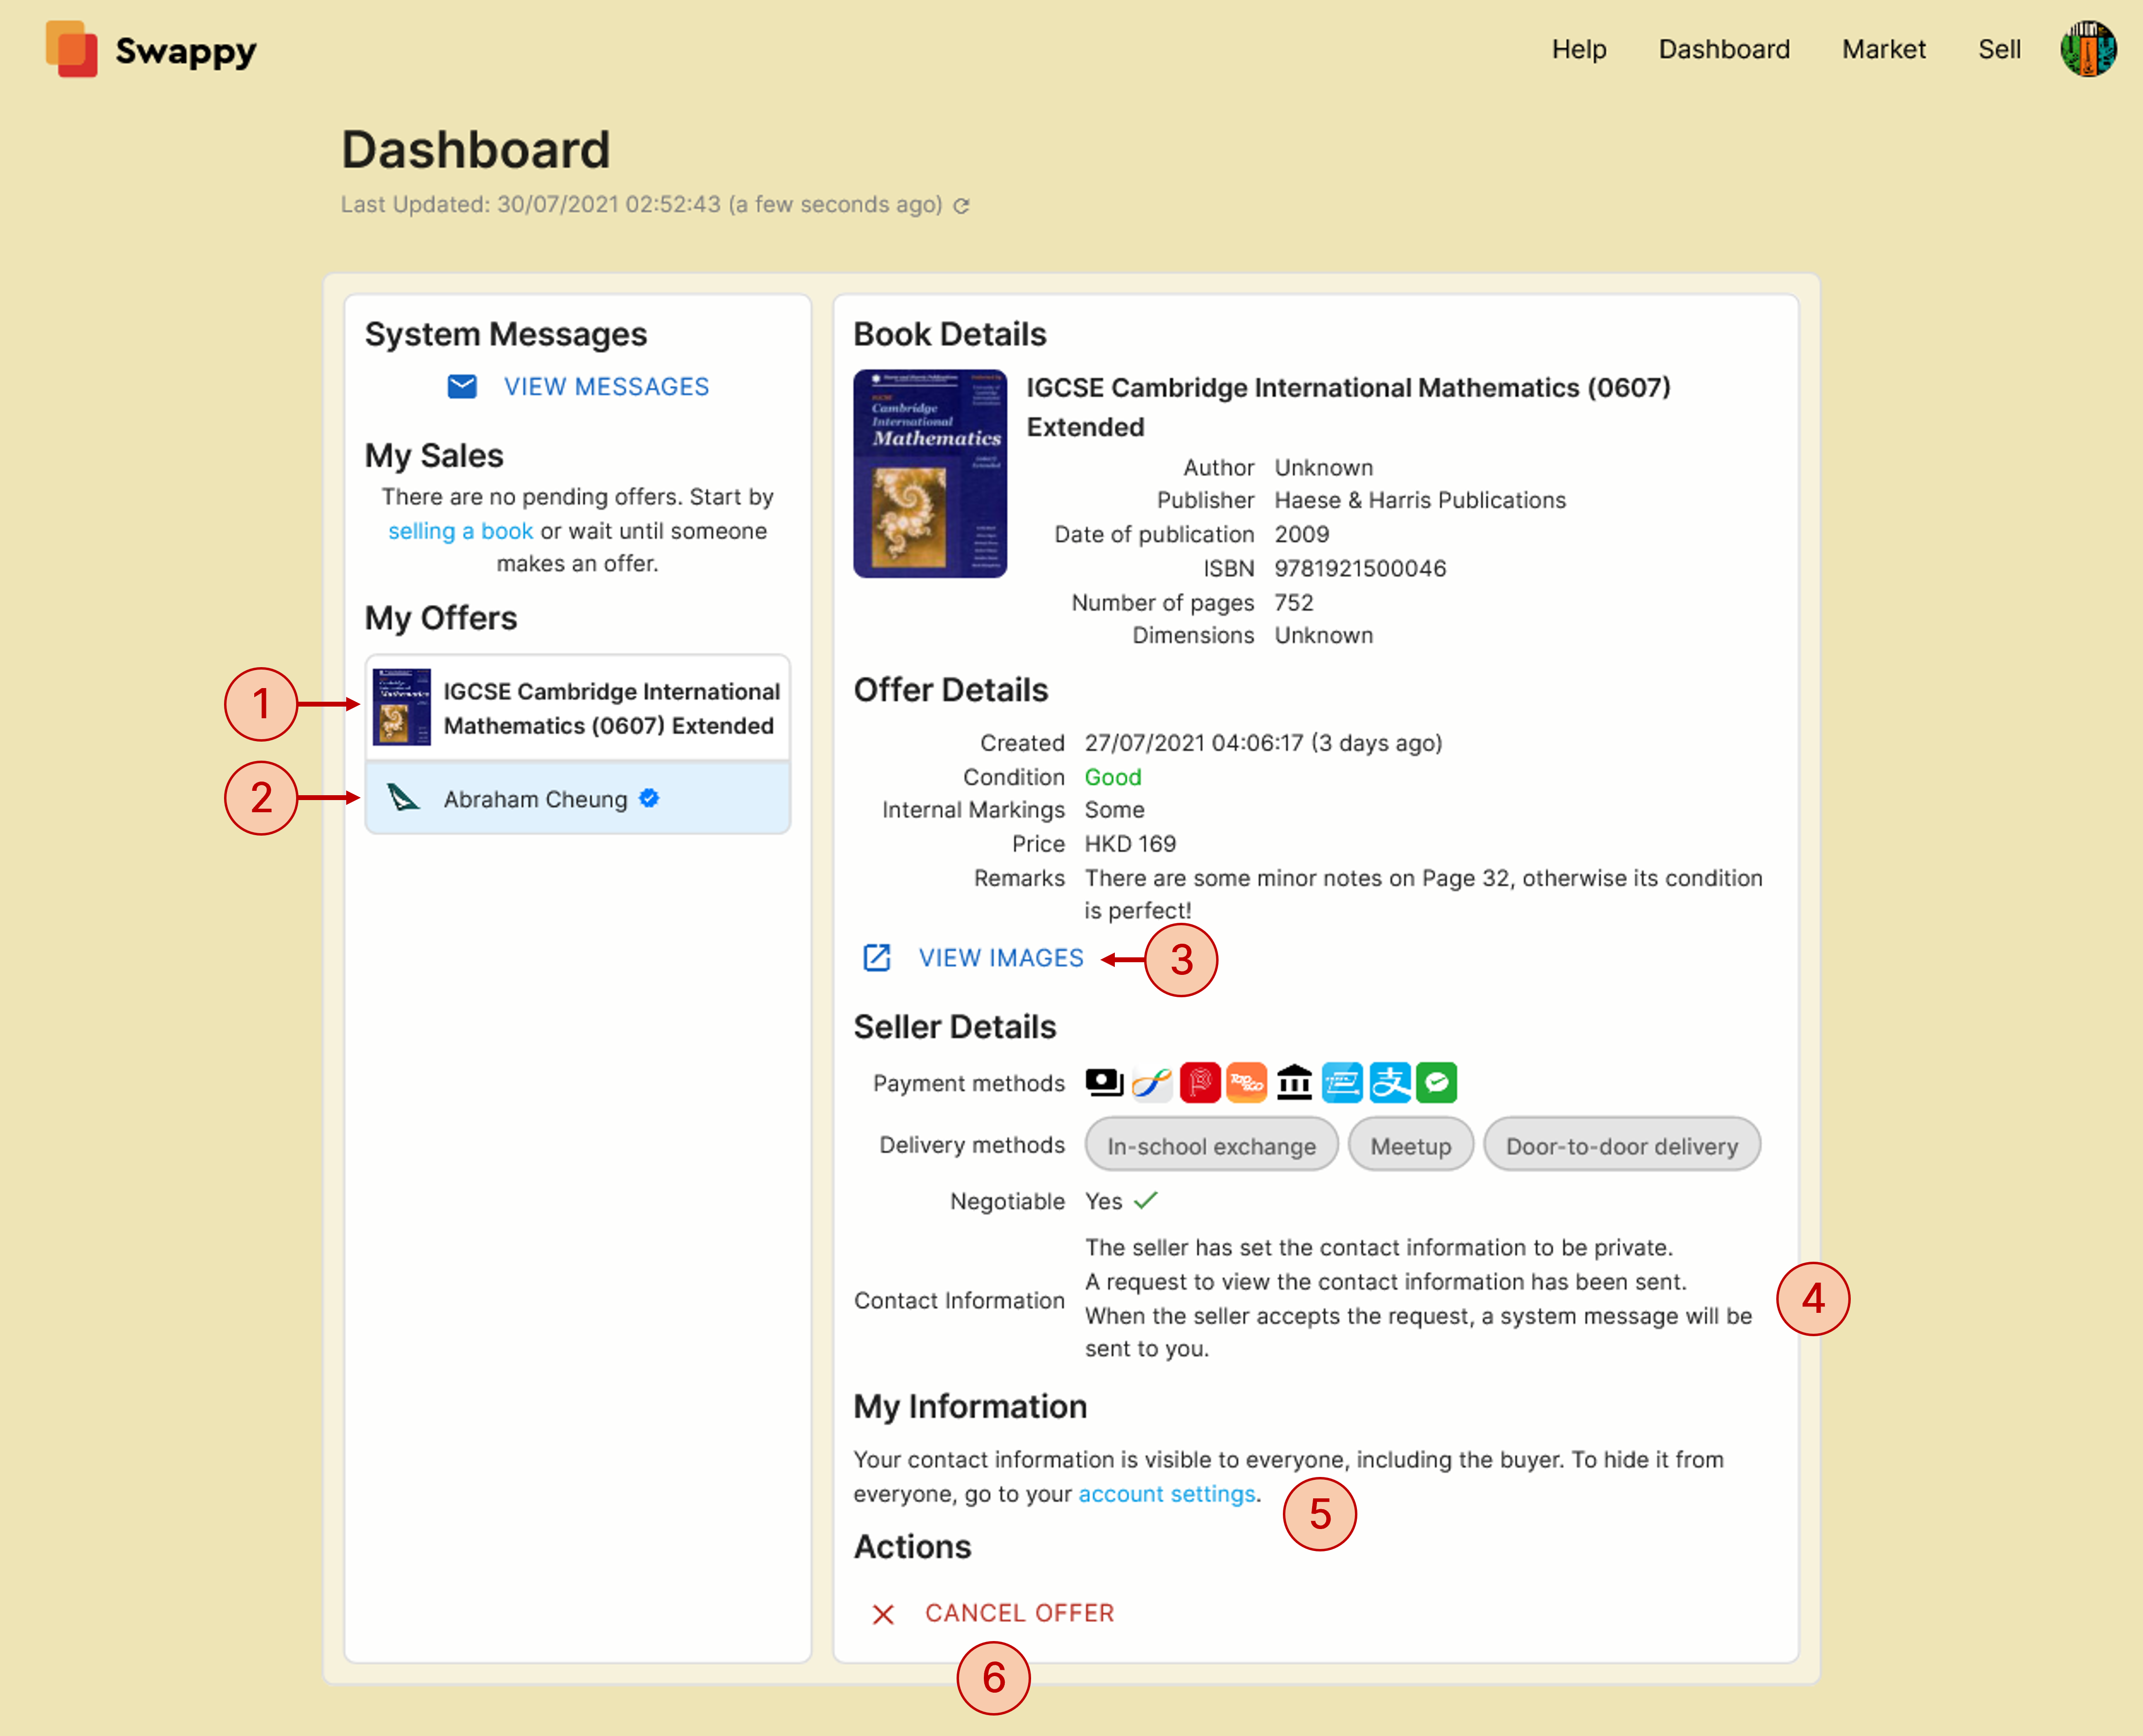 Swappy
Help
Dashboard
Market
Sell
Dashboard
Last Updated: 30/07/2021 02:52:43 (a few seconds ago)
System Messages
VIEW MESSAGES
My Sales
There are no pending offers. Start by
selling a book or wait until someone
makes an offer.
My Offers
1
IGCSE Cambridge International
Mathematics (0607) Extended
2
Abraham Cheung
Book Details
Cambridge
International
Mathematics
IGCSE Cambridge International Mathematics (0607)
Extended
Author Unknown
Publisher Haese & Harris Publications
Date of publication 2009
ISBN 9781921500046
Number of pages 752
Dimensions Unknown
Offer Details
Created 27/07/2021 04:06:17 (3 days ago)
Condition Good
Internal Markings Some
Price HKD 169
Remarks There are some minor notes on Page 32, otherwise its condition
is perfect!
VIEW IMAGES
3
Seller Details
Payment methods
支
Delivery methods In-school exchange Meetup Door-to-door delivery
Negotiable Yes
Contact Information
The seller has set the contact information to be private.
A request to view the contact information has been sent.
When the seller accepts the request, a system message will be
sent to you.
4
My Information
Your contact information is visible to everyone, including the buyer. To hide it from
everyone, go to your account settings.
5
Actions
CANCEL OFFER
6